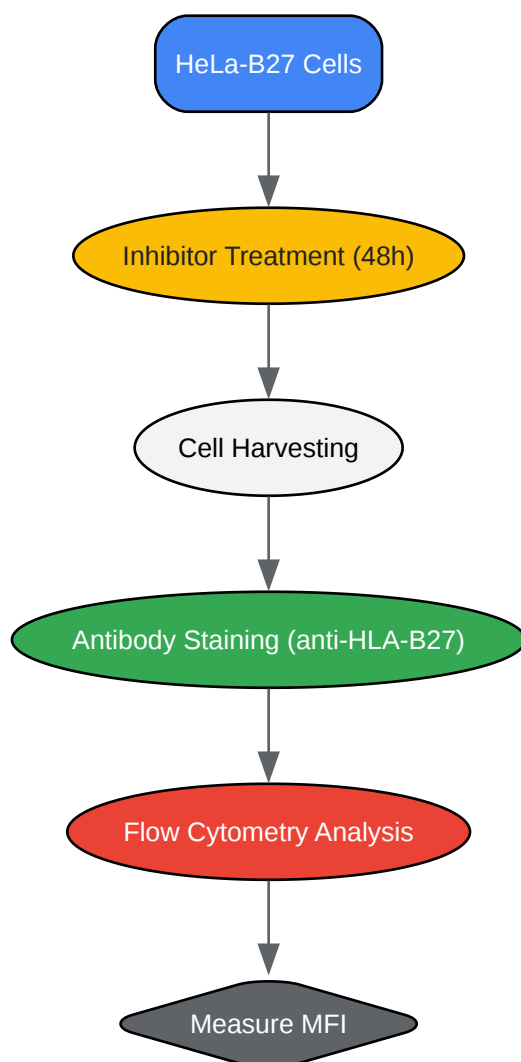 HeLa-B27 Cells
Inhibitor Treatment (48h)
Cell Harvesting
Antibody Staining (anti-HLA-B27)
Flow Cytometry Analysis
Measure MFI